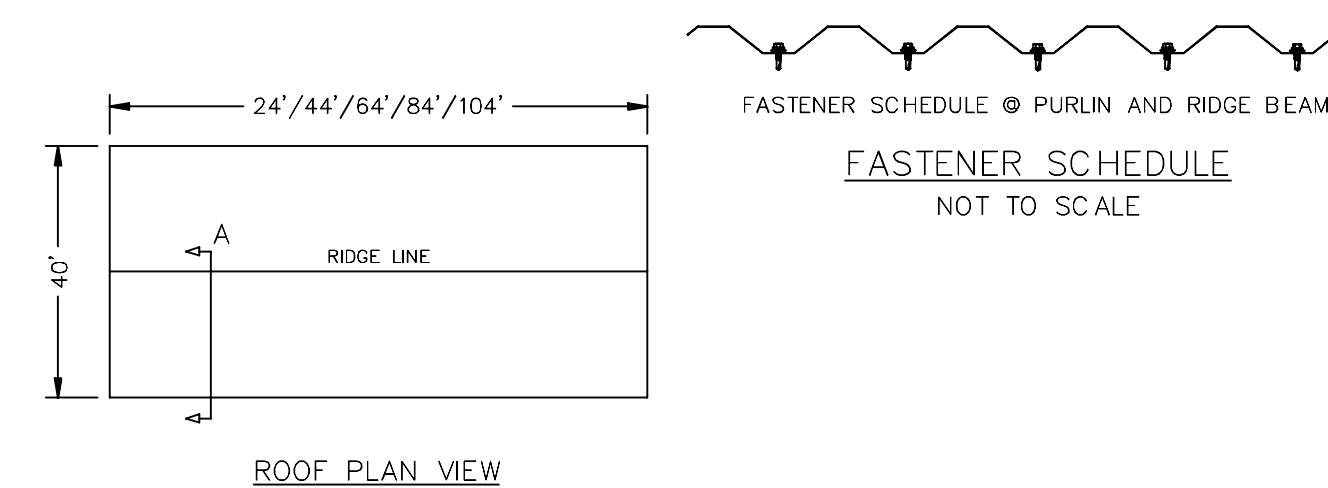 24'/44'/64'/84'/104'
40'
A
RIDGE LINE
ROOF PLAN VIEW
FASTENER SCHEDULE @ PURLIN AND RIDGE BEAM
FASTENER SCHEDULE
NOT TO SCALE